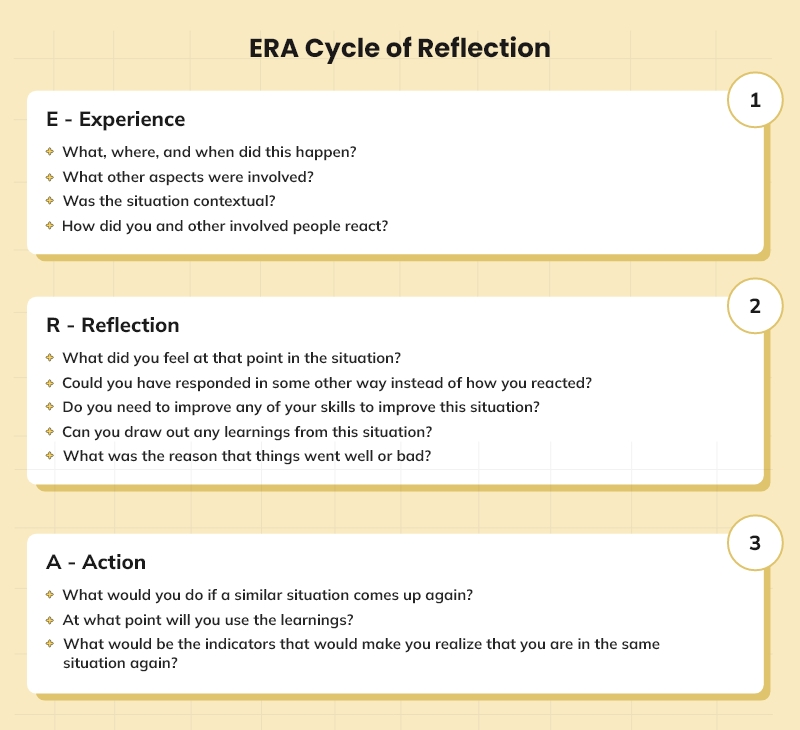 ERA Cycle of Reflection
1
E - Experience
What, where, and when did this happen?
What other aspects were involved?
Was the situation contextual?
How did you and other involved people react?
2
R - Reflection
What did you feel at that point in the situation?
Could you have responded in some other way instead of how you reacted?
Do you need to improve any of your skills to improve this situation?
Can you draw out any learnings from this situation?
What was the reason that things went well or bad?
3
A - Action
What would you do if a similar situation comes up again?
At what point will you use the learnings?
What would be the indicators that would make you realize that you are in the same
situation again?